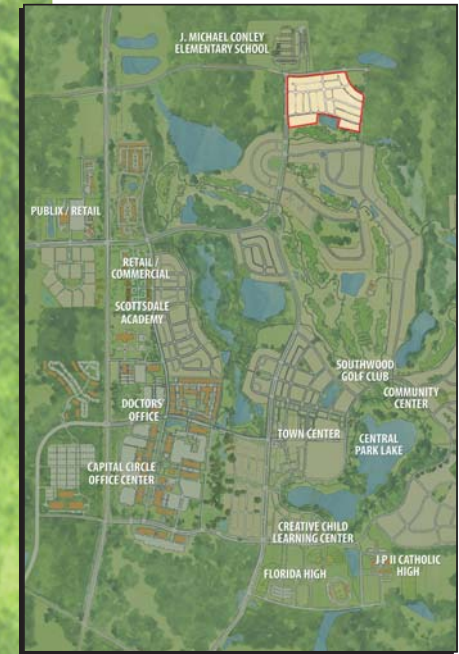 J. MICHAEL CONLEY
ELEMENTARY SCHOOL
PUBLIX / RETAIL
RETAIL /
COMMERCIAL
SCOTTSDALE
ACADEMY
SOUTHWOOD
GOLF CLUB
COMMUNITY
CENTER
DOCTORS'
OFFICE
TOWN CENTER
CENTRAL
PARK LAKE
CAPITAL CIRCLE
OFFICE CENTER
CREATIVE CHILD
LEARNING CENTER
J P II CATHOLIC
HIGH
FLORIDA HIGH